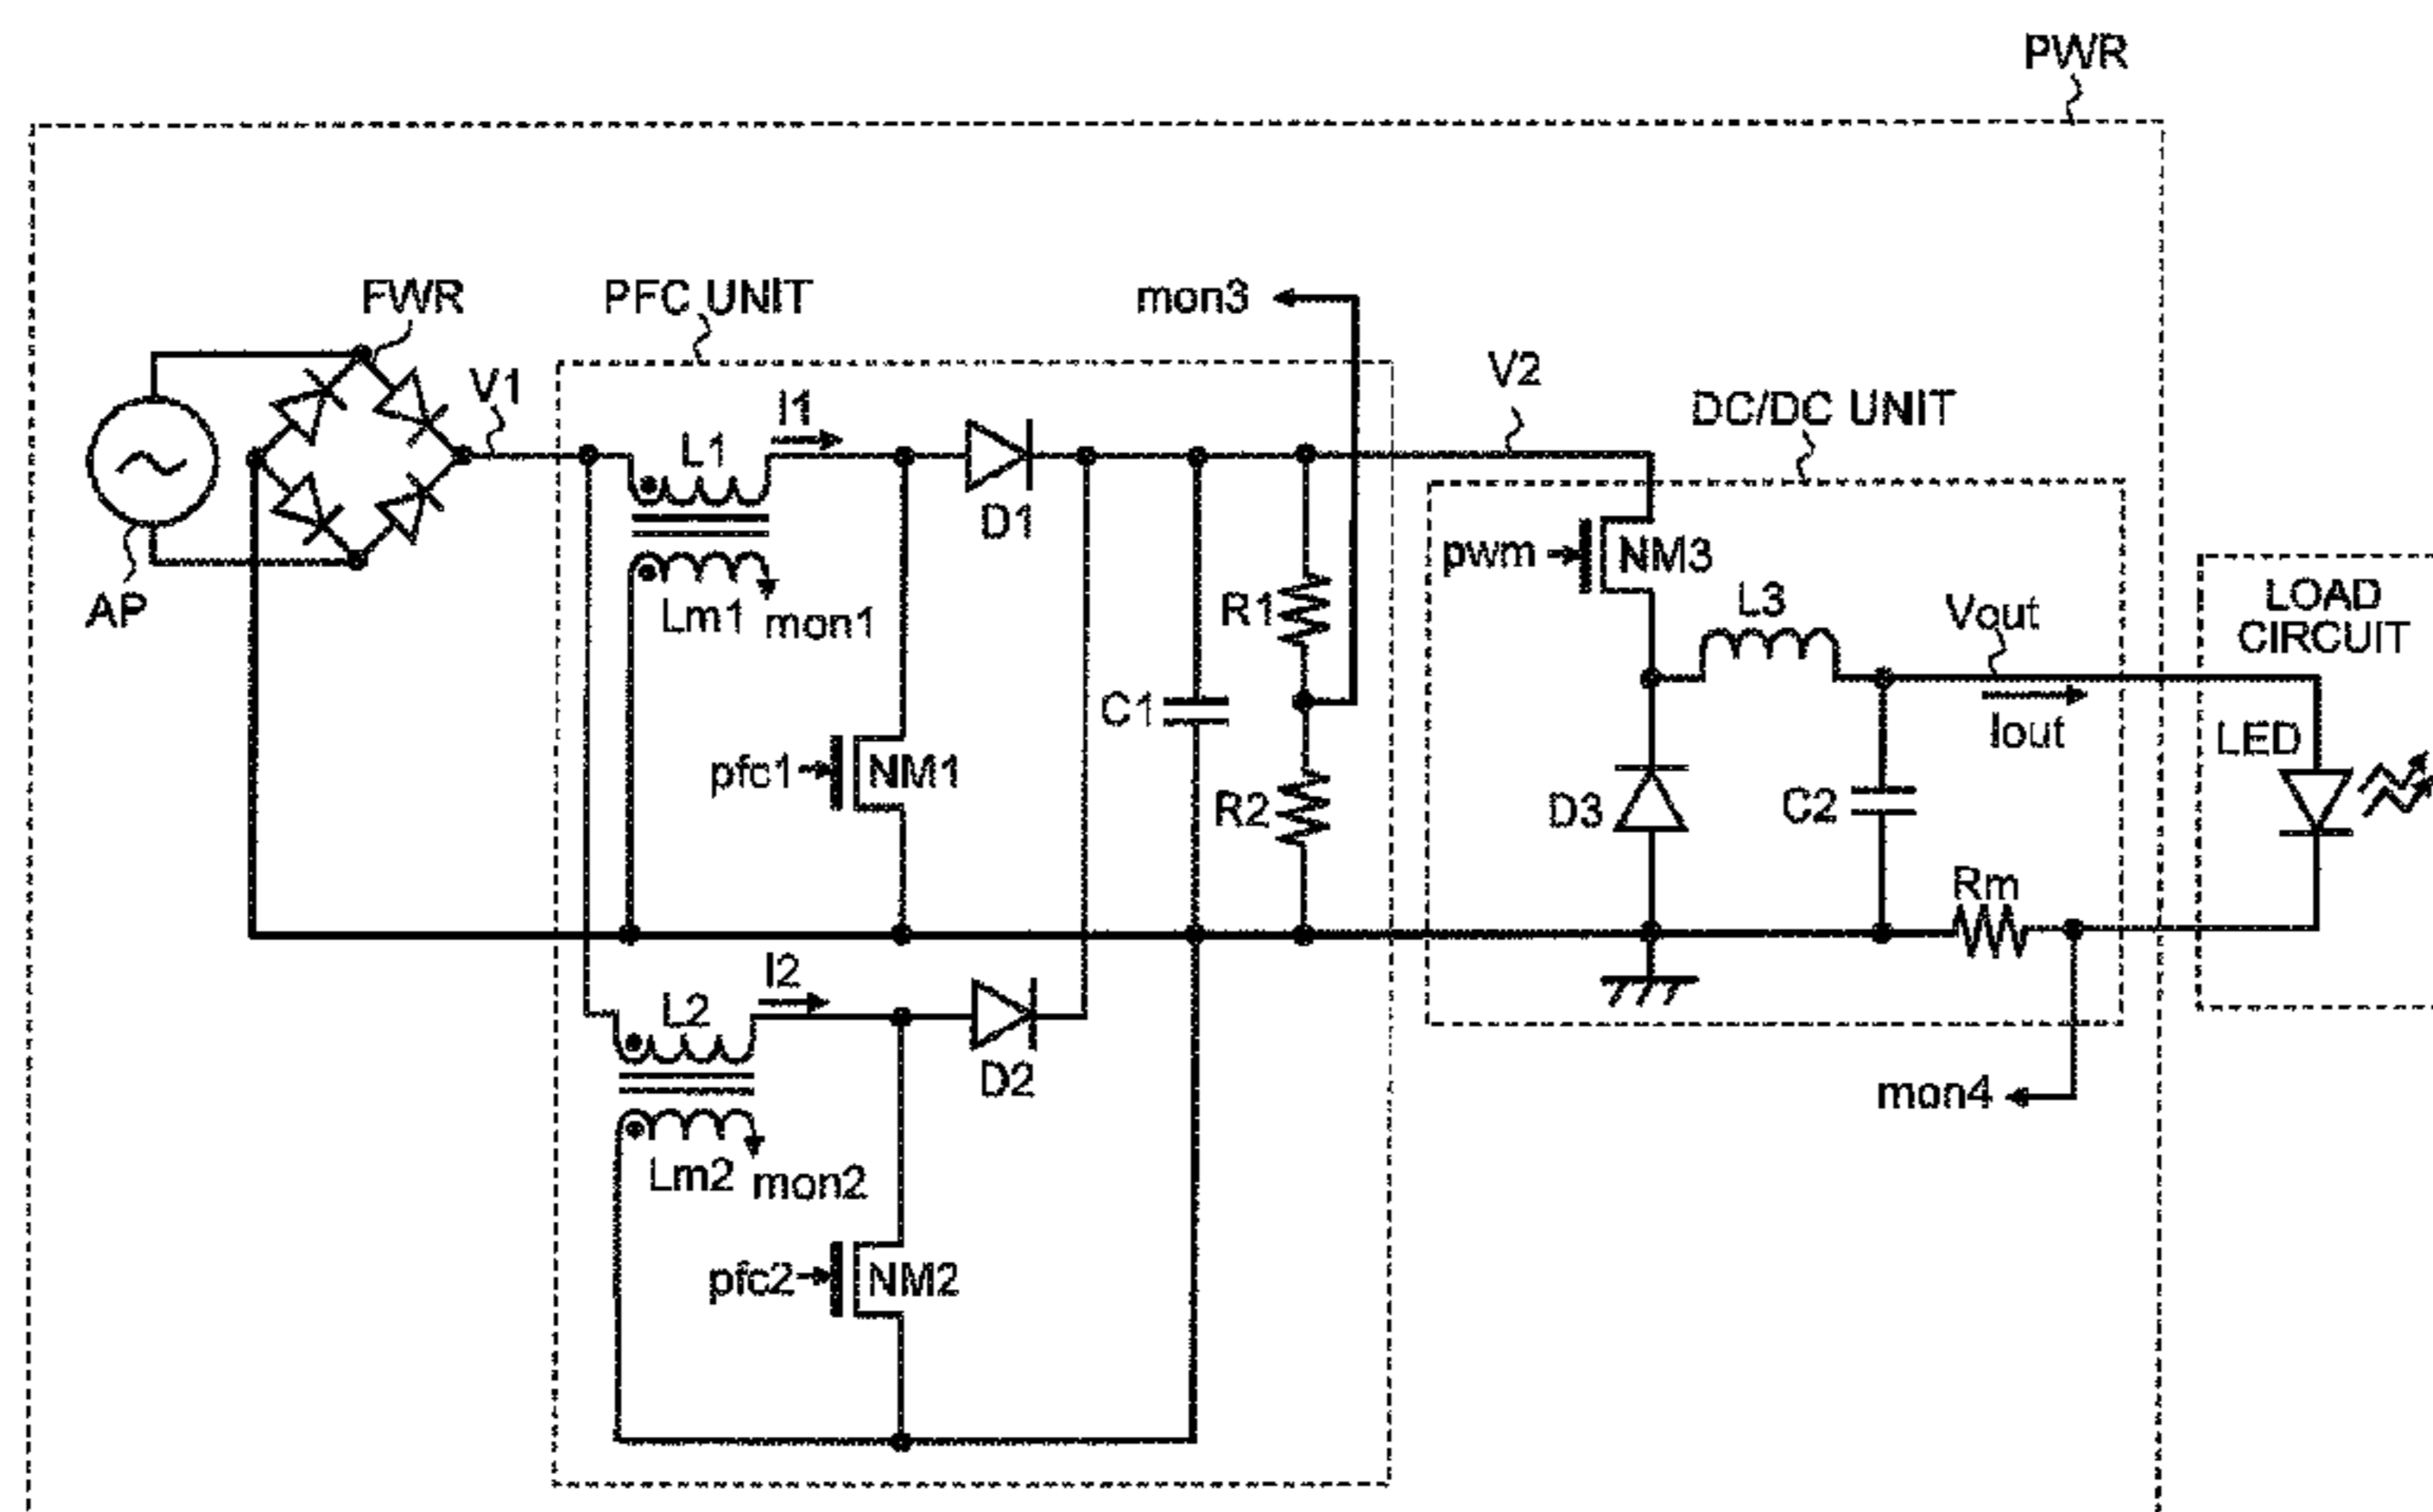 PWR
FWR
PFC UNIT
mon3
V1
I1
V2
DC/DC UNIT
L1
D1
pwm
NM3
AP
Lm1
mon1
R1
L3
Vout
LOAD
CIRCUIT
C1
Iout
LED
pfc1
NM1
R2
D3
C2
Rm
I2
L2
D2
mon4
Lm2
mon2
pfc2
NM2